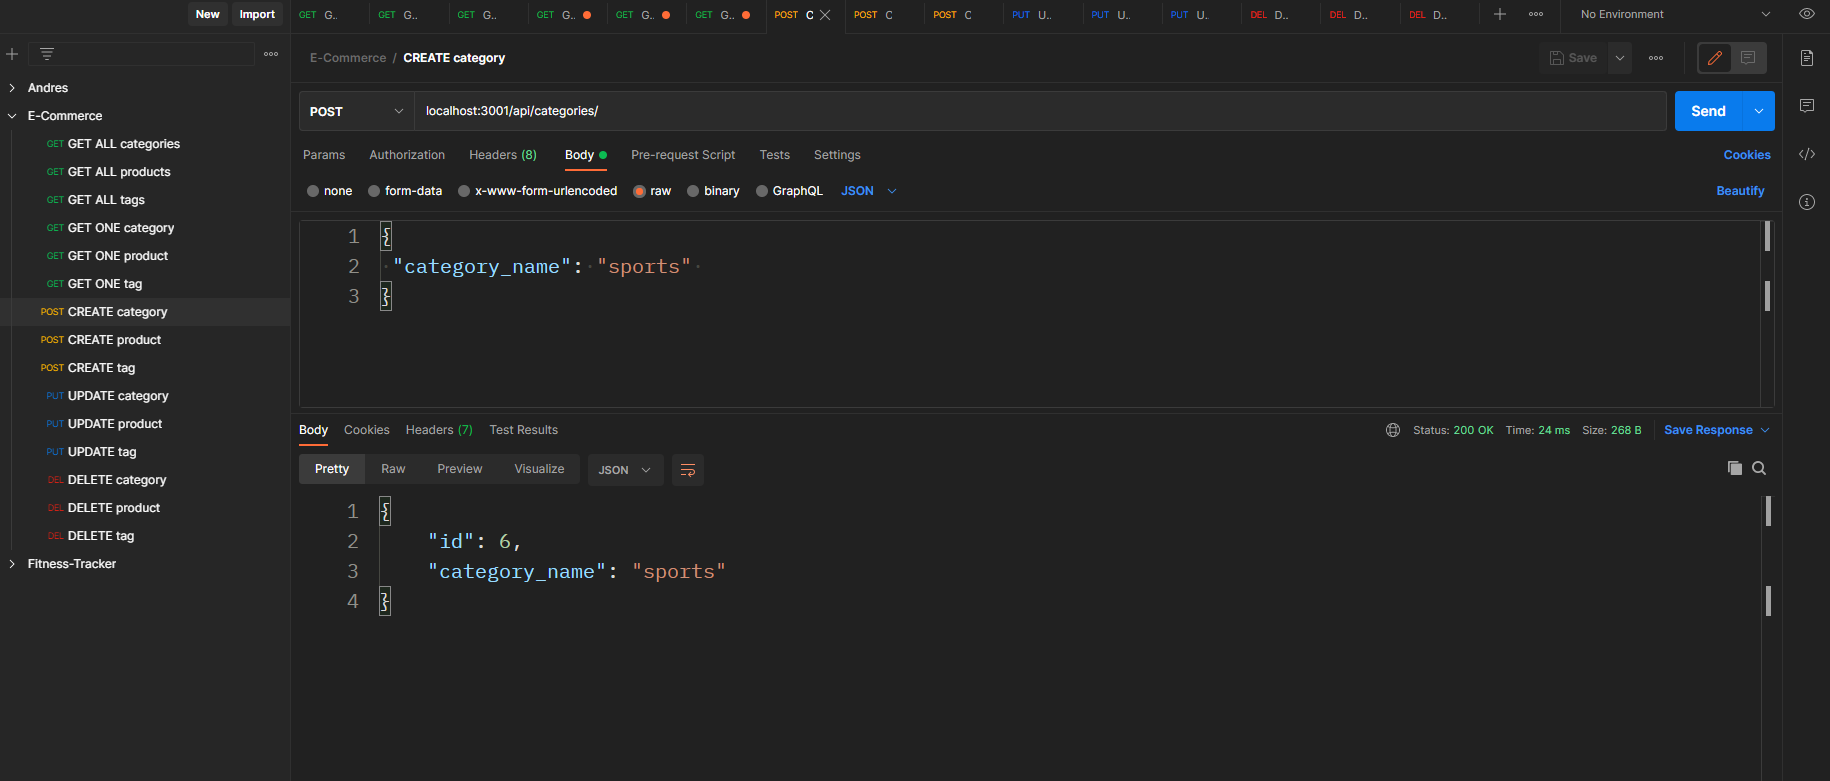 New Import
GET G.. GET G.. GET G.. GET G.. GET G.. GET G.. POST C POST C POST C PUT U.. PUT U.. PUT U.. DEL D.. DEL D.. DEL D.. No Environment
E-Commerce / CREATE category
Save
Andres
E-Commerce
GET GET ALL categories
GET GET ALL products
GET GET ALL tags
GET GET ONE category
GET GET ONE product
GET GET ONE tag
POST CREATE category
POST CREATE product
POST CREATE tag
PUT UPDATE category
PUT UPDATE product
PUT UPDATE tag
DEL DELETE category
DEL DELETE product
DEL DELETE tag
Fitness-Tracker
POST localhost:3001/api/categories/ Send
Params Authorization Headers (8) Body Pre-request Script Tests Settings Cookies
none form-data x-www-form-urlencoded raw binary GraphQL JSON Beautify
1 {
2 "category_name": "sports"
3 }
Body Cookies Headers (7) Test Results Status: 200 OK Time: 24 ms Size: 268 B Save Response
Pretty Raw Preview Visualize JSON
1 {
2 "id": 6,
3 "category_name": "sports"
4 }